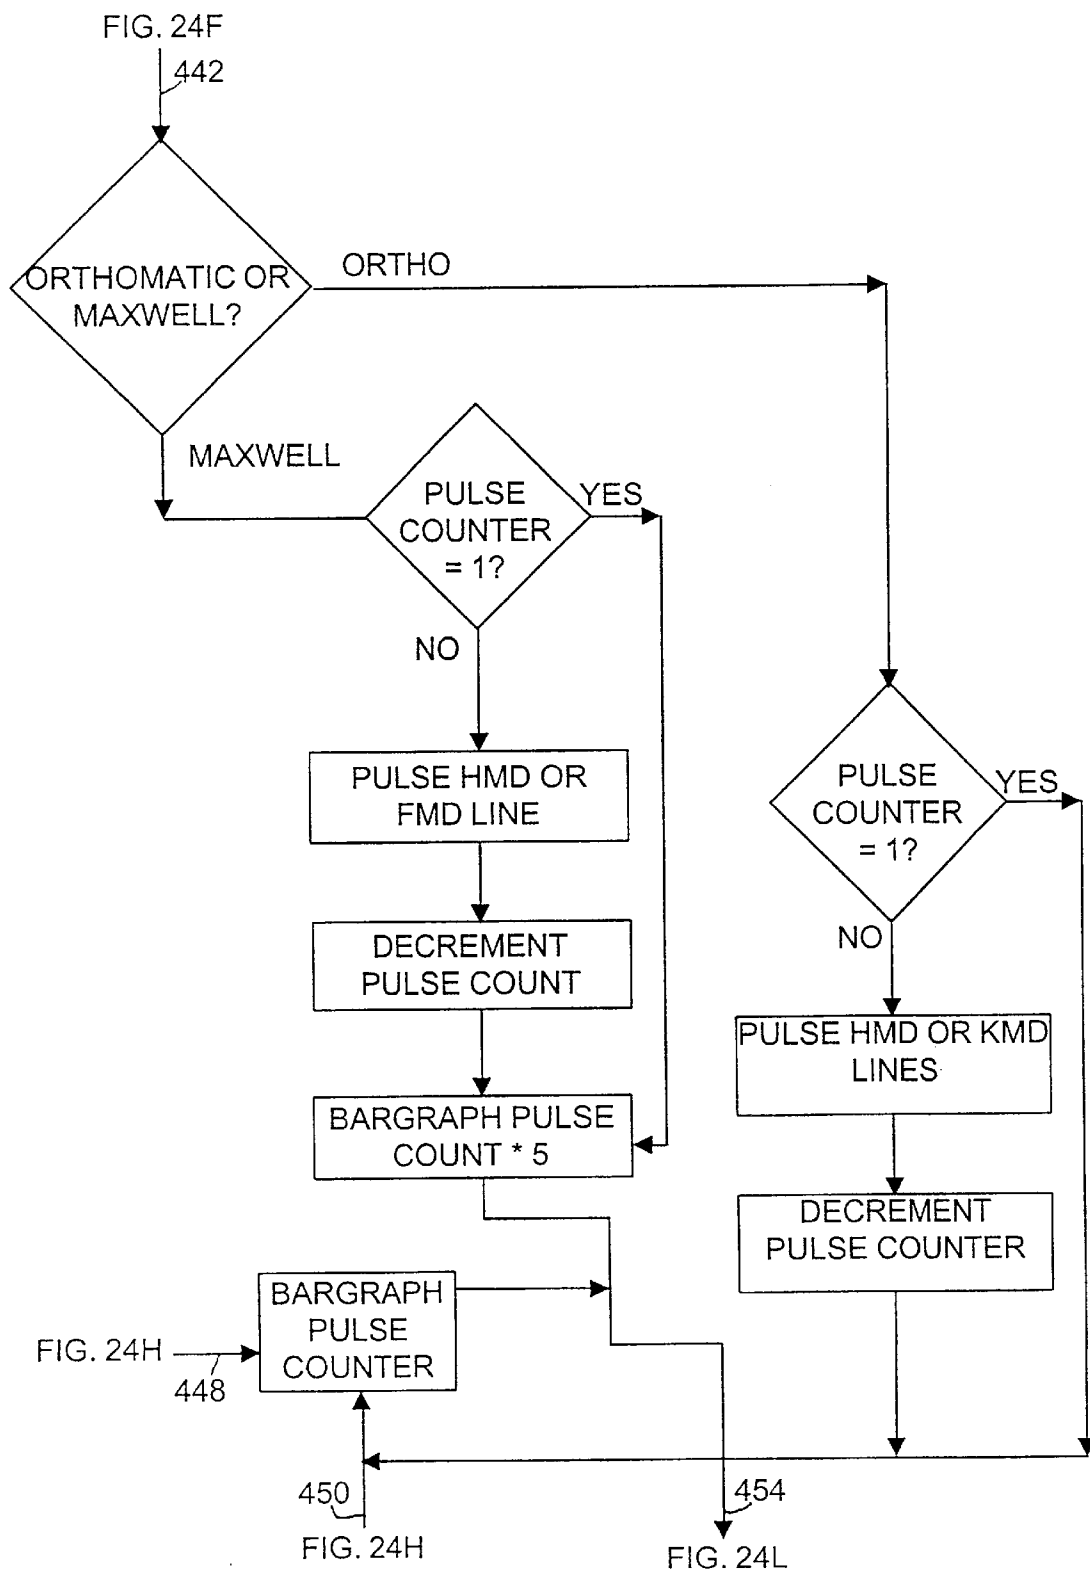 FIG. 24F
442
ORTHOMATIC OR
MAXWELL?
ORTHO
MAXWELL
PULSE
COUNTER
= 1?
YES
NO
PULSE HMD OR
FMD LINE
DECREMENT
PULSE COUNT
BARGRAPH PULSE
COUNT * 5
PULSE
COUNTER
= 1?
YES
NO
PULSE HMD OR KMD
LINES
DECREMENT
PULSE COUNTER
BARGRAPH
PULSE
COUNTER
FIG. 24H
448
450
FIG. 24H
454
FIG. 24L